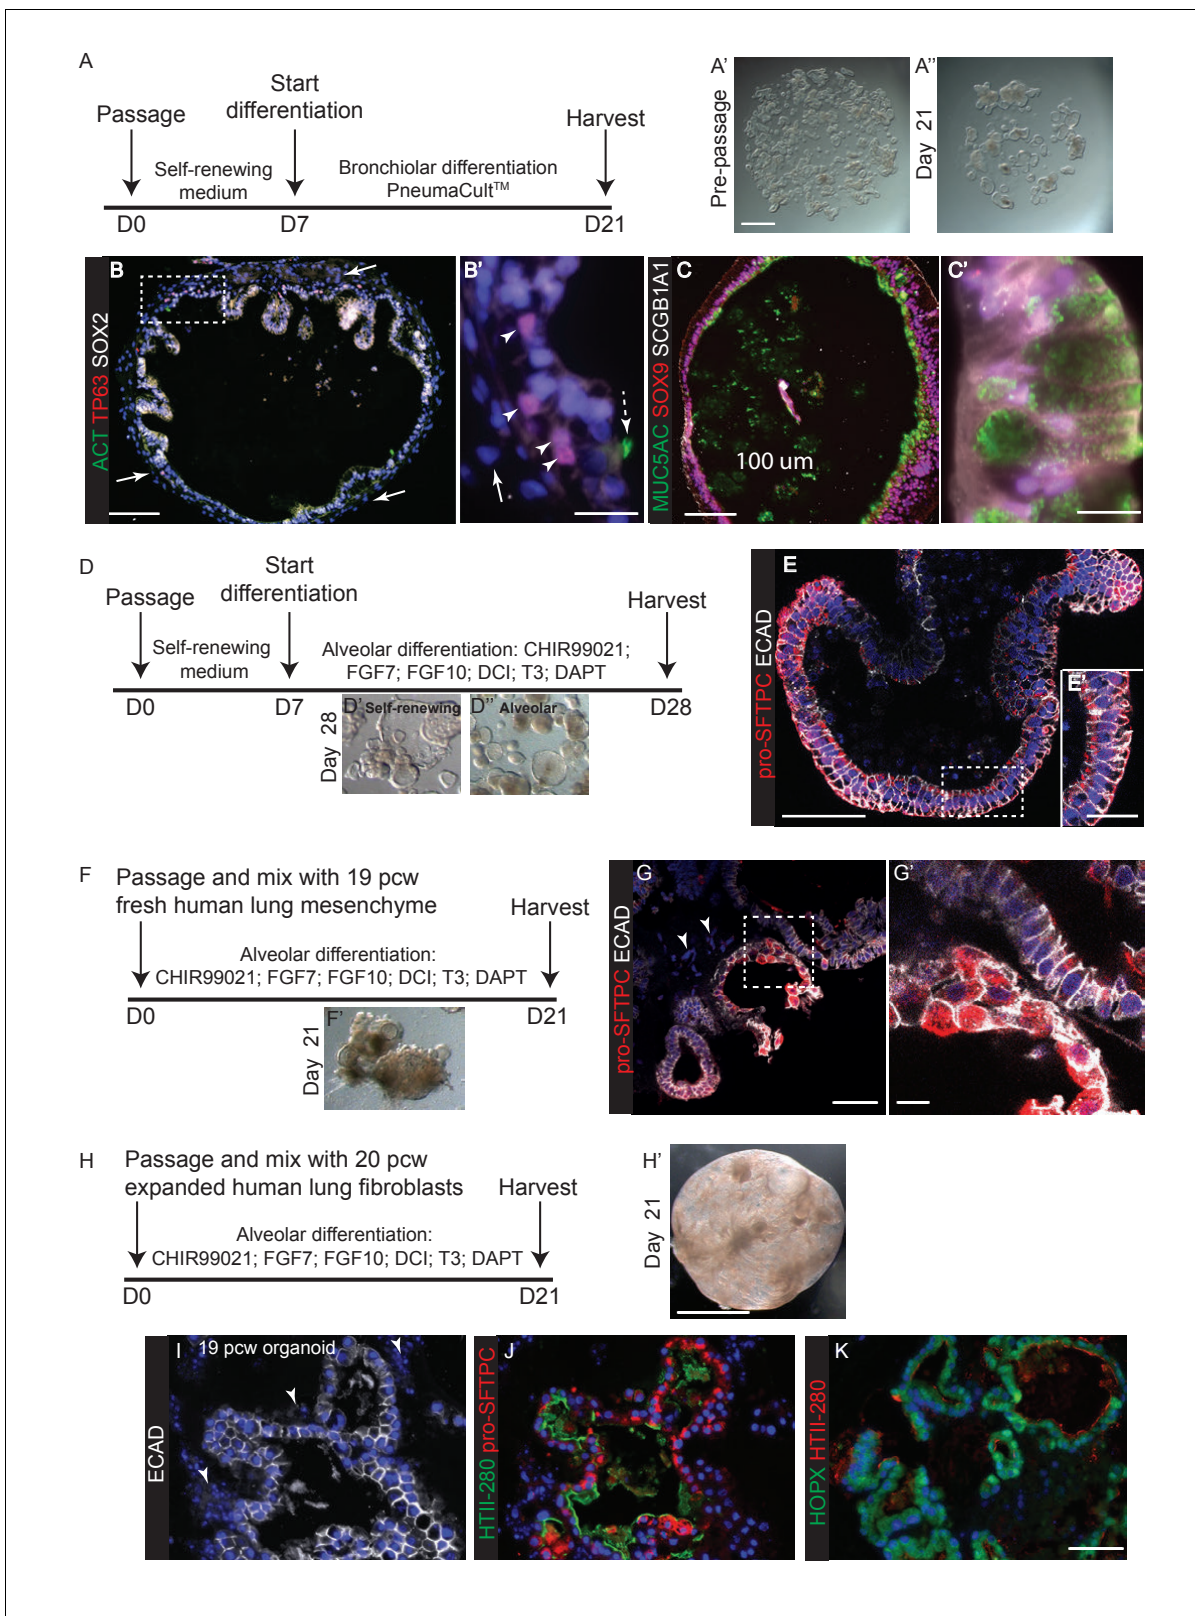 A
Passage
Start
differentiation
Harvest
Self-renewing
medium
Bronchiolar differentiation
PneumaCult™
D0
D7
D21
A'
Pre-passage
A''
Day 21
B
ACT TP63 SOX2
B'
C
MUC5AC SOX9 SCGB1A1
100 um
C'
D
Passage
Start
differentiation
Harvest
Self-renewing
medium
Alveolar differentiation: CHIR99021;
FGF7; FGF10; DCI; T3; DAPT
D0
D7
D28
Day 28
D' Self-renewing
D'' Alveolar
E
pro-SFTPC ECAD
E'
F
Passage and mix with 19 pcw
fresh human lung mesenchyme
Harvest
Alveolar differentiation:
CHIR99021; FGF7; FGF10; DCI; T3; DAPT
D0
D21
Day 21
F'
G
pro-SFTPC ECAD
G'
H
Passage and mix with 20 pcw
expanded human lung fibroblasts
Harvest
Alveolar differentiation:
CHIR99021; FGF7; FGF10; DCI; T3; DAPT
D0
D21
H'
Day 21
I 19 pcw organoid
ECAD
J
HTII-280 pro-SFTPC
K
HOPX HTII-280